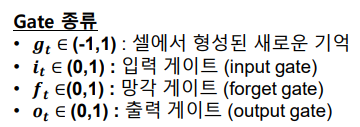 Gate 종류
• gₜ ∈ (-1,1) : 셀에서 형성된 새로운 기억
• iₜ ∈ (0,1) : 입력 게이트 (input gate)
• fₜ ∈(0,1) : 망각 게이트 (forget gate)
• oₜ ∈ (0,1) : 출력 게이트 (output gate)